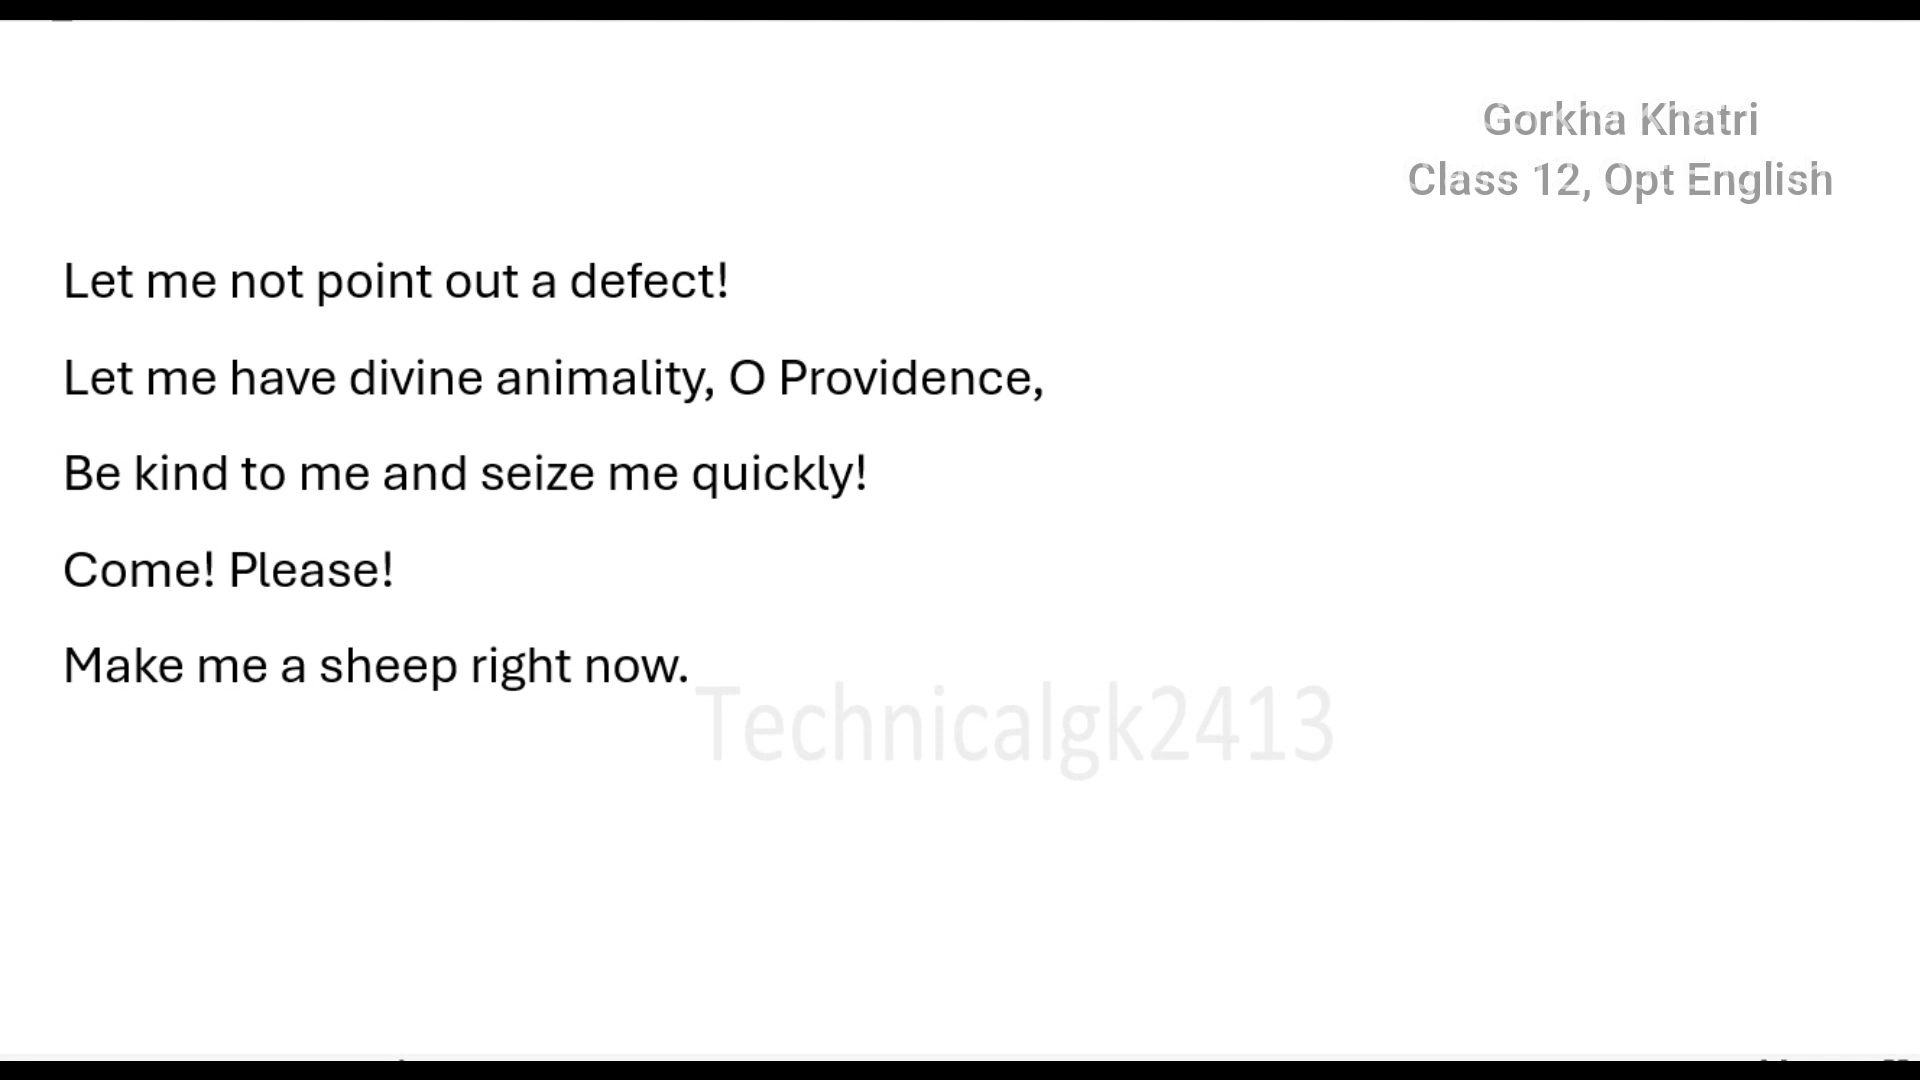 Gorkha Khatri
Class 12, Opt English
Let me not point out a defect!
Let me have divine animality, O Providence,
Be kind to me and seize me quickly!
Come! Please!
Make me a sheep right now.
Technicalgk2413